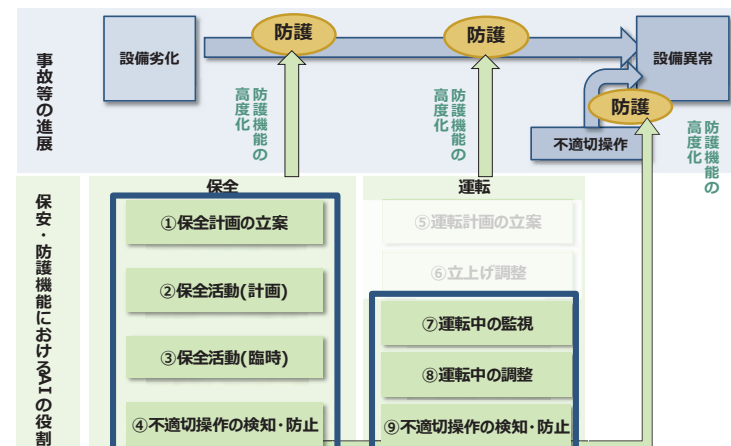 事故等の進展
設備劣化
防護
防護
設備異常
防護
不適切操作
防護機能の
高度化
防護機能の
高度化
防護機能の
高度化
保安・防護機能におけるAIの役割
保全
①保全計画の立案
②保全活動(計画)
③保全活動(臨時)
④不適切操作の検知・防止
運転
⑤運転計画の立案
⑥立上げ調整
⑦運転中の監視
⑧運転中の調整
⑨不適切操作の検知・防止